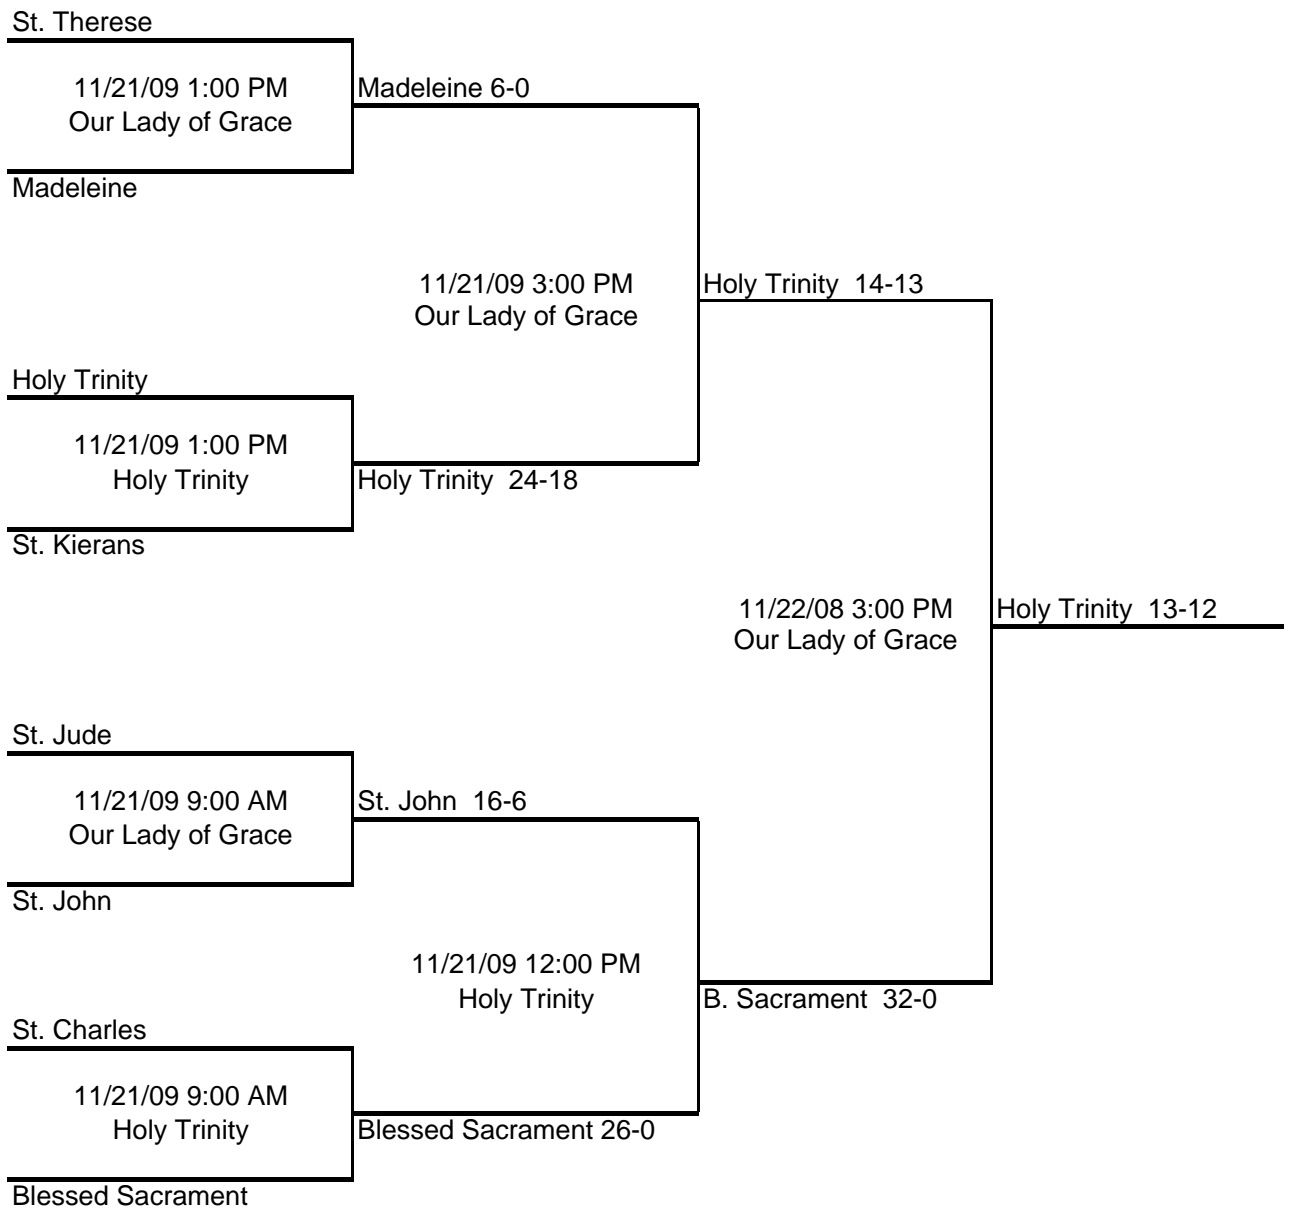 St. Therese
11/21/09 1:00 PM
Our Lady of Grace
Madeleine 6-0
Madeleine
11/21/09 3:00 PM
Our Lady of Grace
Holy Trinity  14-13
Holy Trinity
11/21/09 1:00 PM
Holy Trinity
Holy Trinity  24-18
St. Kierans
11/22/08 3:00 PM
Our Lady of Grace
Holy Trinity  13-12
St. Jude
11/21/09 9:00 AM
Our Lady of Grace
St. John  16-6
St. John
11/21/09 12:00 PM
Holy Trinity
B. Sacrament  32-0
St. Charles
11/21/09 9:00 AM
Holy Trinity
Blessed Sacrament 26-0
Blessed Sacrament